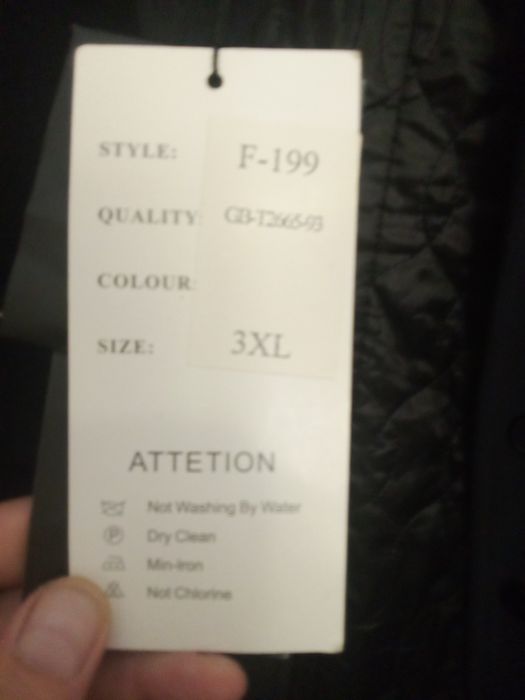 STYLE: F-199
QUALITY: GB-T2665-93
COLOUR:
SIZE: 3XL
ATTETION
Not Washing By Water
P Dry Clean
Min-Iron
Not Chlorine